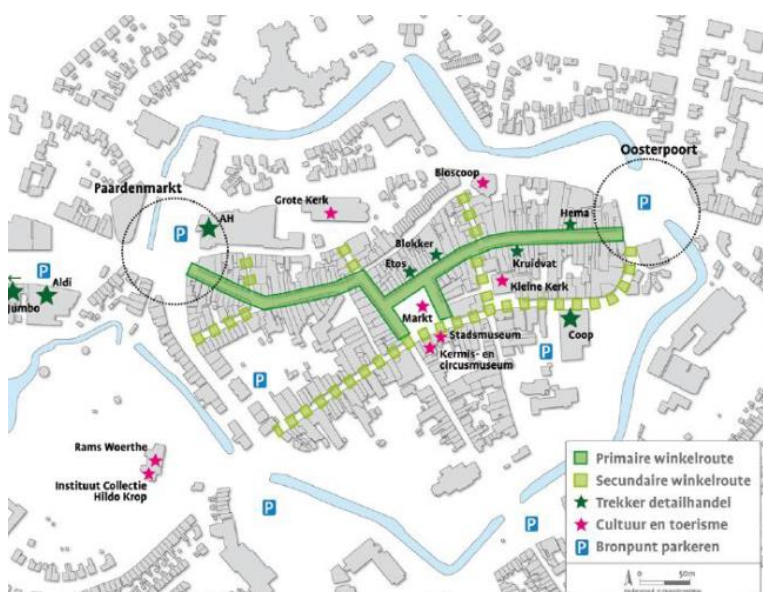 Oosterpoort
Paardenmarkt
Bioscoop
Grote Kerk
AH
Hema
P
P
Blokker
Etos
Kruidvat
P
Aldi
Jumbo
Kleine Kerk
Markt
Stadsmuseum
Kermis- en
circusmuseum
Coop
P
P
Rams Woerthe
Instituut Collectie
Hildo Krop
P
P
Primaire winkelroute
Secundaire winkelroute
Trekker detailhandel
Cultuur en toerisme
P Bronpunt parkeren
0 50m